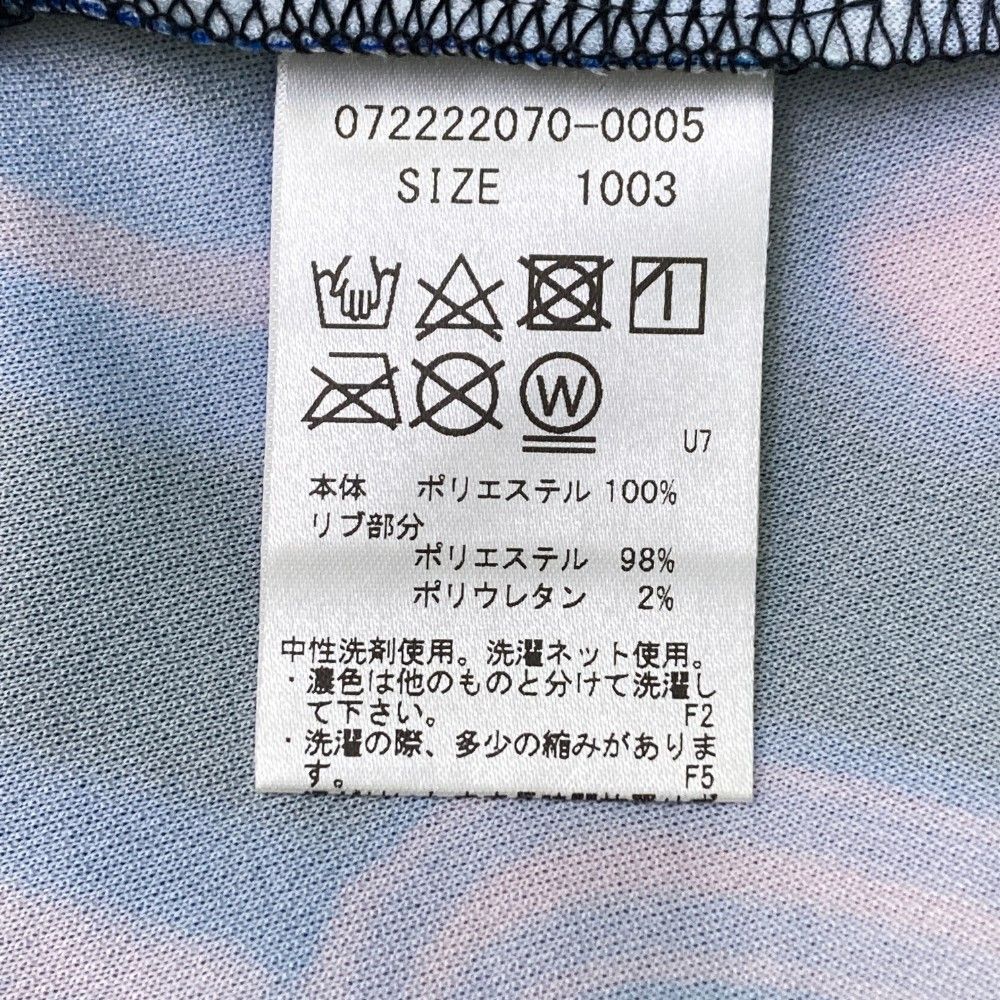 072222070-0005
SIZE 1003
W
U7
本体 ポリエステル 100%
リブ部分
ポリエステル 98%
ポリウレタン 2%
中性洗剤使用。洗濯ネット使用。
・濃色は他のものと分けて洗濯し
て下さい。 F2
・洗濯の際、多少の縮みがありま
す。 F5